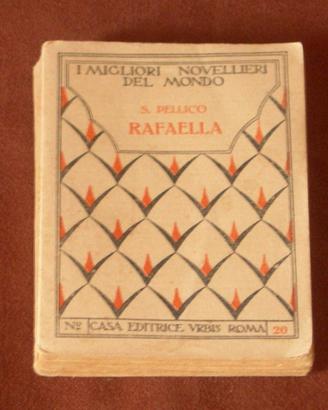 I MIGLIORI NOVELLIERI
DEL MONDO
S. PELLICO
RAFAELLA
No CASA EDITRICE VRBIS ROMA 20